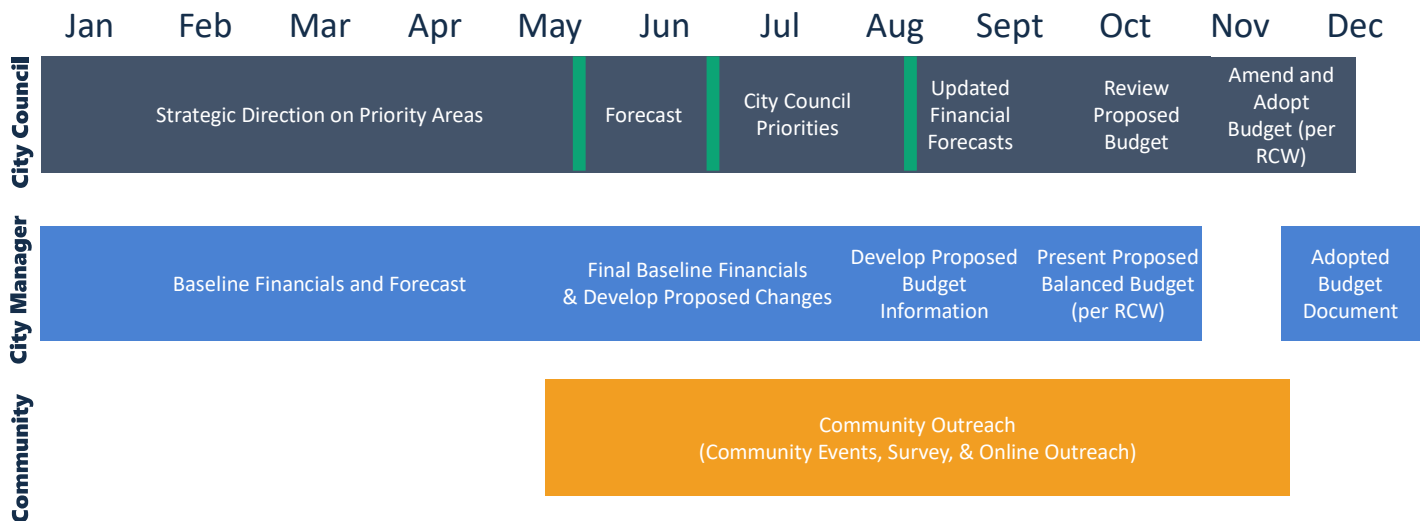 Jan Feb Mar Apr May Jun Jul Aug Sept Oct Nov Dec
City Council
Strategic Direction on Priority Areas
Forecast
City Council
Priorities
Updated
Financial
Forecasts
Review
Proposed
Budget
Amend and
Adopt
Budget (per
RCW)
City Manager
Baseline Financials and Forecast
Final Baseline Financials
& Develop Proposed Changes
Develop Proposed
Budget
Information
Present Proposed
Balanced Budget
(per RCW)
Adopted
Budget
Document
Community
Community Outreach
(Community Events, Survey, & Online Outreach)